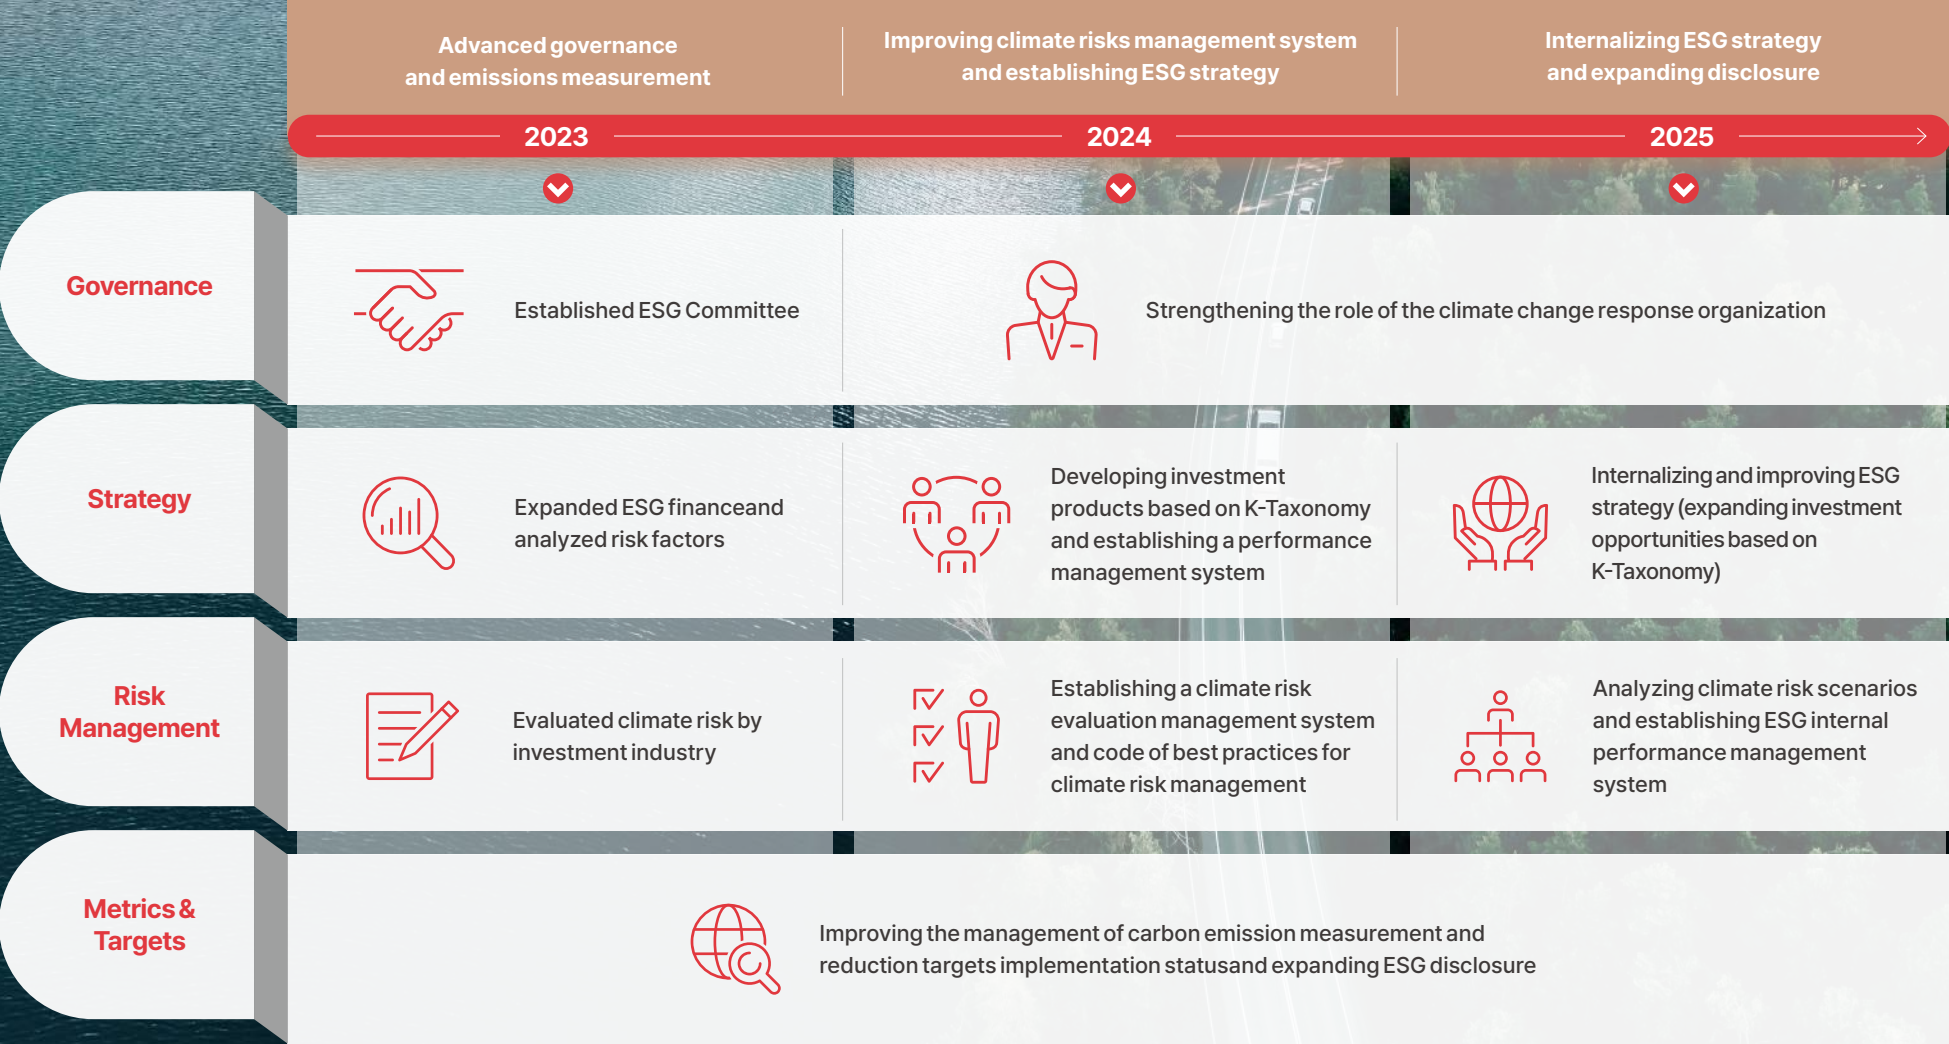 Advanced governance
and emissions measurement
Improving climate risks management system
and establishing ESG strategy
Internalizing ESG strategy
and expanding disclosure
2023
2024
2025
Governance
Established ESG Committee
Strengthening the role of the climate change response organization
Strategy
Expanded ESG financeand
analyzed risk factors
Developing investment
products based on K-Taxonomy
and establishing a performance
management system
Internalizing and improving ESG
strategy (expanding investment
opportunities based on
K-Taxonomy)
Risk
Management
Evaluated climate risk by
investment industry
Establishing a climate risk
evaluation management system
and code of best practices for
climate risk management
Analyzing climate risk scenarios
and establishing ESG internal
performance management
system
Metrics &
Targets
Improving the management of carbon emission measurement and
reduction targets implementation statusand expanding ESG disclosure